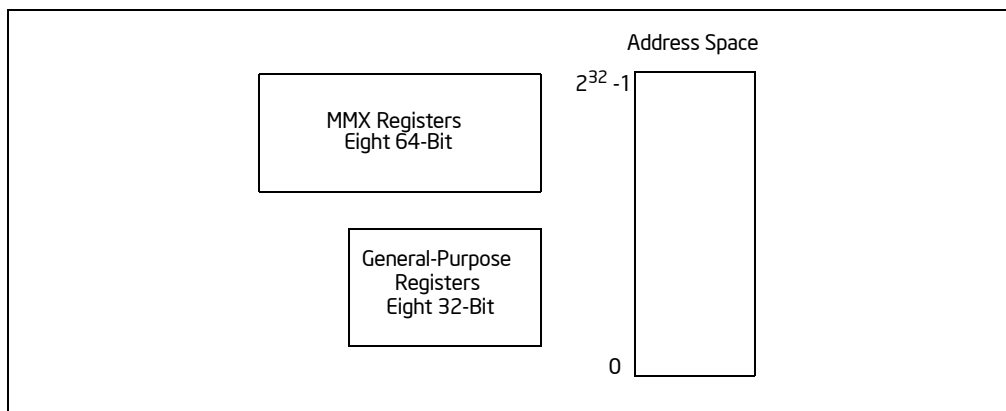 Address Space
2³² -1
MMX Registers
Eight 64-Bit
General-Purpose
Registers
Eight 32-Bit
0